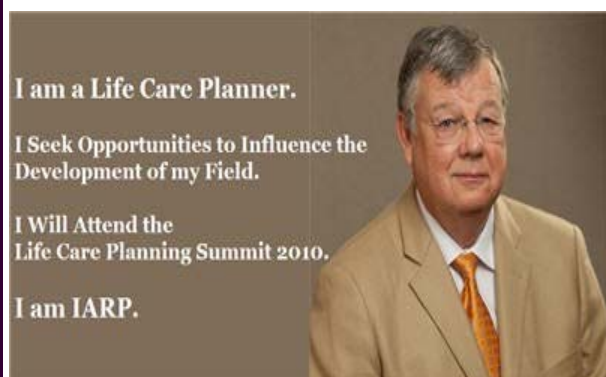 I am a Life Care Planner.
I Seek Opportunities to Influence the
Development of my Field.
I Will Attend the
Life Care Planning Summit 2010.
I am IARP.